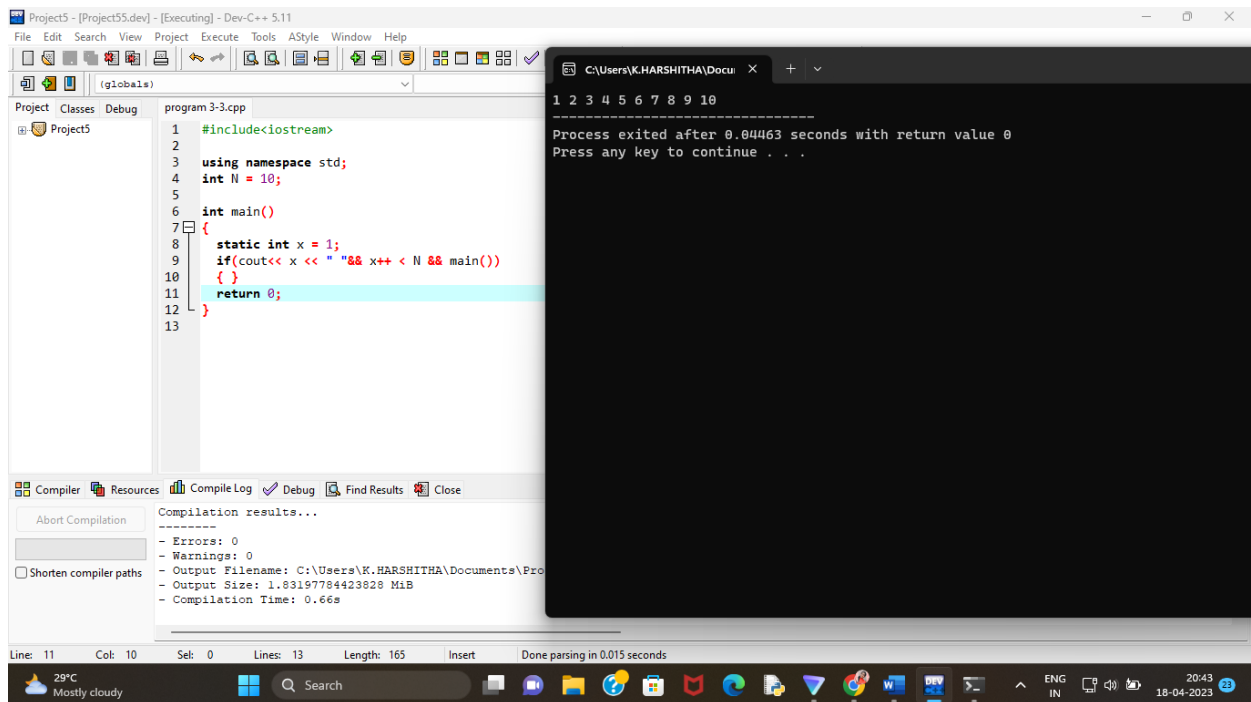 Project5 - [Project55.dev] - [Executing] - Dev-C++ 5.11
File Edit Search View Project Execute Tools AStyle Window Help
(globals)
Project Classes Debug
Project5
program 3-3.cpp
1 #include<iostream>
2
3 using namespace std;
4 int N = 10;
5
6 int main()
7 {
8 static int x = 1;
9 if(cout<< x << " "&& x++ < N && main())
10 { }
11 return 0;
12 }
13
C:\Users\K.HARSHITHA\Docu
1 2 3 4 5 6 7 8 9 10
--------------------------------
Process exited after 0.04463 seconds with return value 0
Press any key to continue . . .
Compiler Resources Compile Log Debug Find Results Close
Abort Compilation
Shorten compiler paths
Compilation results...
--------
- Errors: 0
- Warnings: 0
- Output Filename: C:\Users\K.HARSHITHA\Documents\Pro
- Output Size: 1.83197784423828 MiB
- Compilation Time: 0.66s
Line: 11 Col: 10 Sel: 0 Lines: 13 Length: 165 Insert Done parsing in 0.015 seconds
29°C
Mostly cloudy
Search
DEV
ENG
IN
20:43
18-04-2023
23